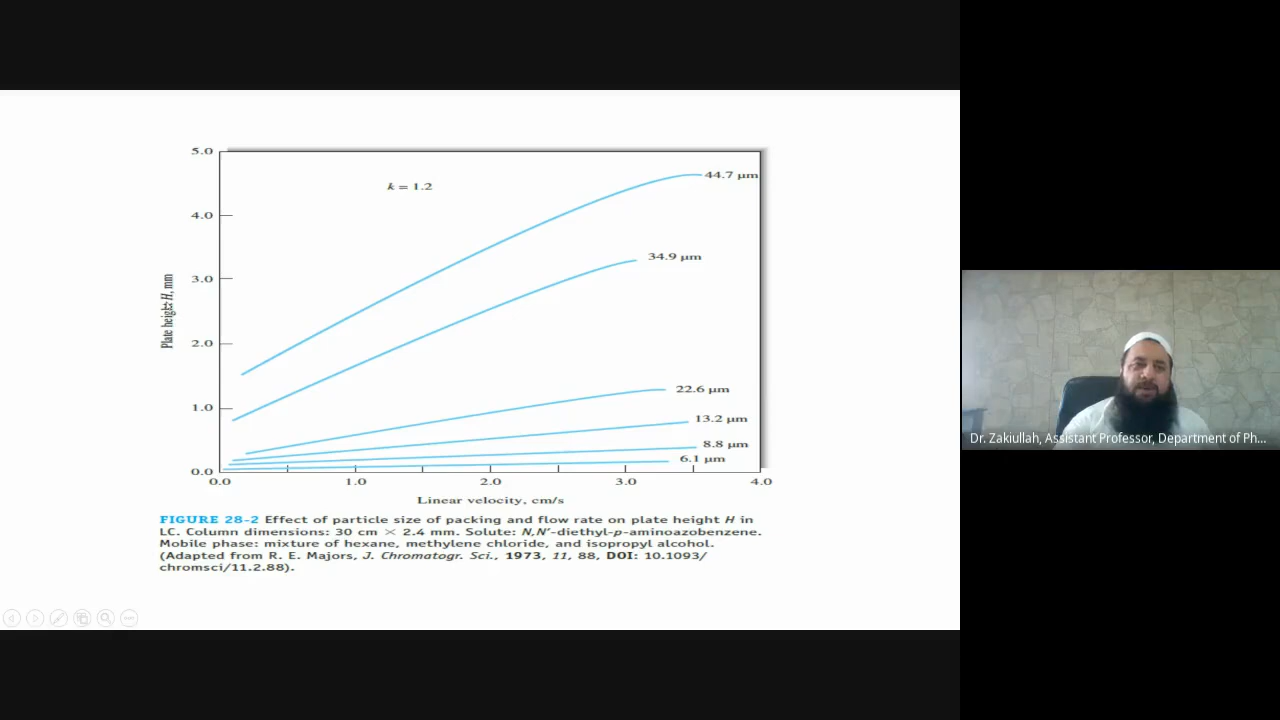 5.0
4.0
3.0
2.0
1.0
0.0
Plate height H, mm
k = 1.2
44.7 µm
34.9 µm
22.6 µm
13.2 µm
8.8 µm
6.1 µm
0.0 1.0 2.0 3.0 4.0
Linear velocity, cm/s
FIGURE 28-2 Effect of particle size of packing and flow rate on plate height H in
LC. Column dimensions: 30 cm × 2.4 mm. Solute: N,N′-diethyl-p-aminoazobenzene.
Mobile phase: mixture of hexane, methylene chloride, and isopropyl alcohol.
(Adapted from R. E. Majors, J. Chromatogr. Sci., 1973, 11, 88, DOI: 10.1093/
chromsci/11.2.88).
Dr. Zakiullah, Assistant Professor, Department of Ph...